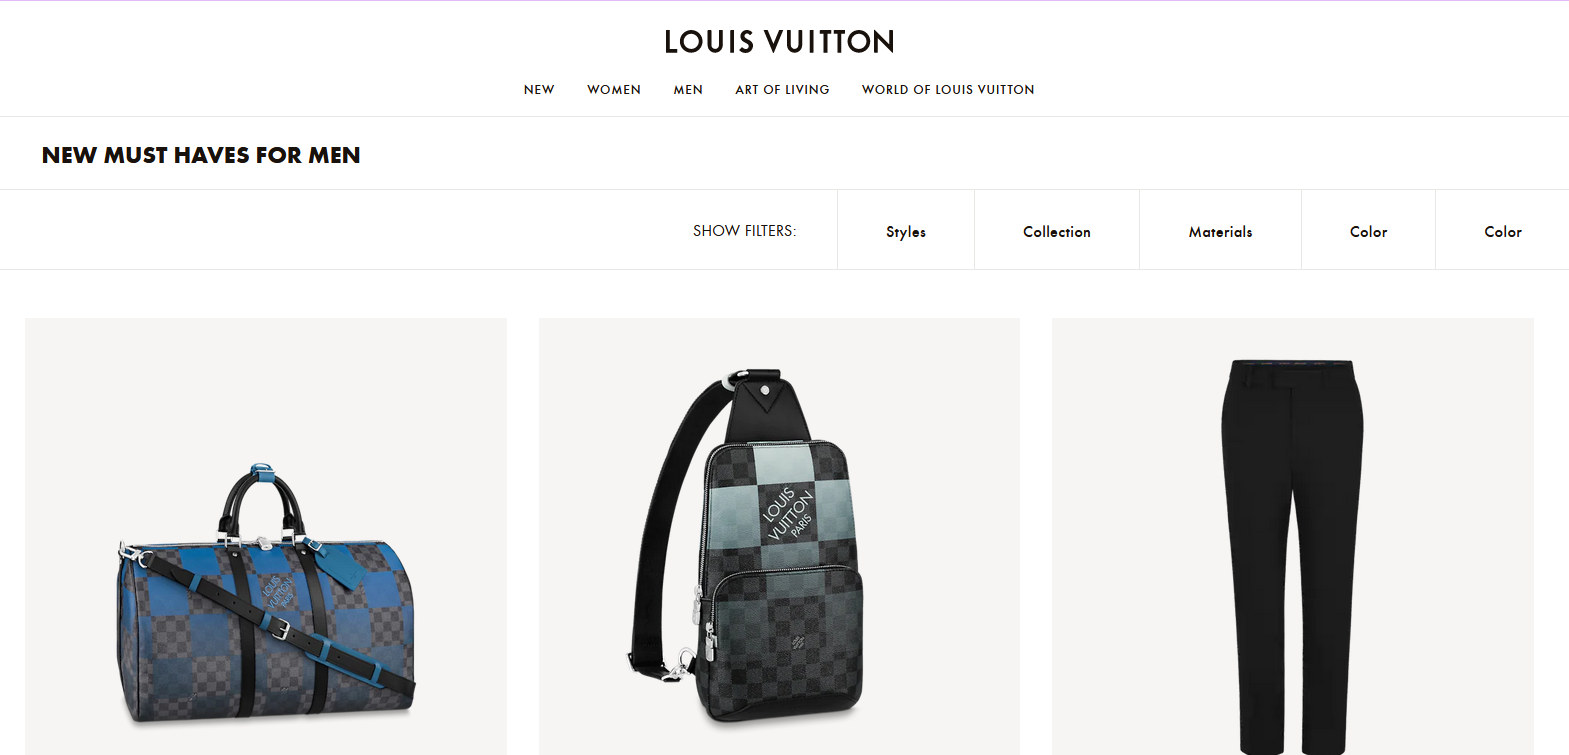 LOUIS VUITTON
NEW WOMEN MEN ART OF LIVING WORLD OF LOUIS VUITTON
NEW MUST HAVES FOR MEN
SHOW FILTERS: Styles Collection Materials Color Color
LOUIS
VUITTON
PARIS
LOUIS
VUITTON
PARIS